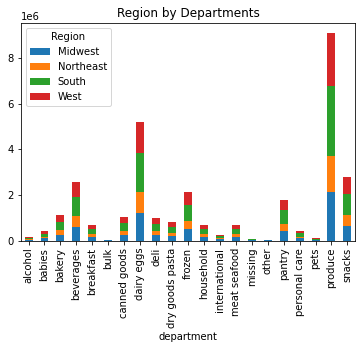 Region by Departments
1e6
Region
Midwest
Northeast
South
West
8
6
4
2
0
alcohol
babies
bakery
beverages
breakfast
bulk
canned goods
dairy eggs
deli
dry goods pasta
frozen
household
international
meat seafood
missing
other
pantry
personal care
pets
produce
snacks
department